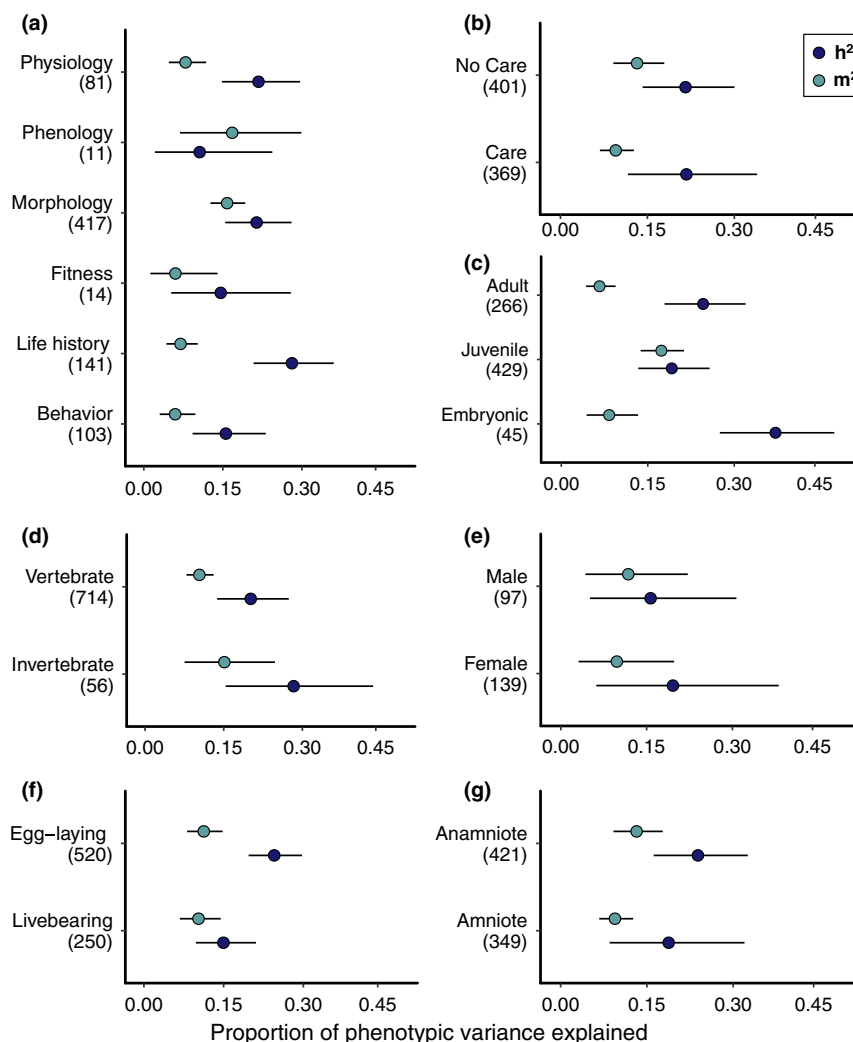 (a)
Physiology
(81)
Phenology
(11)
Morphology
(417)
Fitness
(14)
Life history
(141)
Behavior
(103)
0.00 0.15 0.30 0.45
(b)
h²
m²
No Care
(401)
Care
(369)
0.00 0.15 0.30 0.45
(c)
Adult
(266)
Juvenile
(429)
Embryonic
(45)
0.00 0.15 0.30 0.45
(d)
Vertebrate
(714)
Invertebrate
(56)
0.00 0.15 0.30 0.45
(e)
Male
(97)
Female
(139)
0.00 0.15 0.30 0.45
(f)
Egg–laying
(520)
Livebearing
(250)
0.00 0.15 0.30 0.45
(g)
Anamniote
(421)
Amniote
(349)
0.00 0.15 0.30 0.45
Proportion of phenotypic variance explained